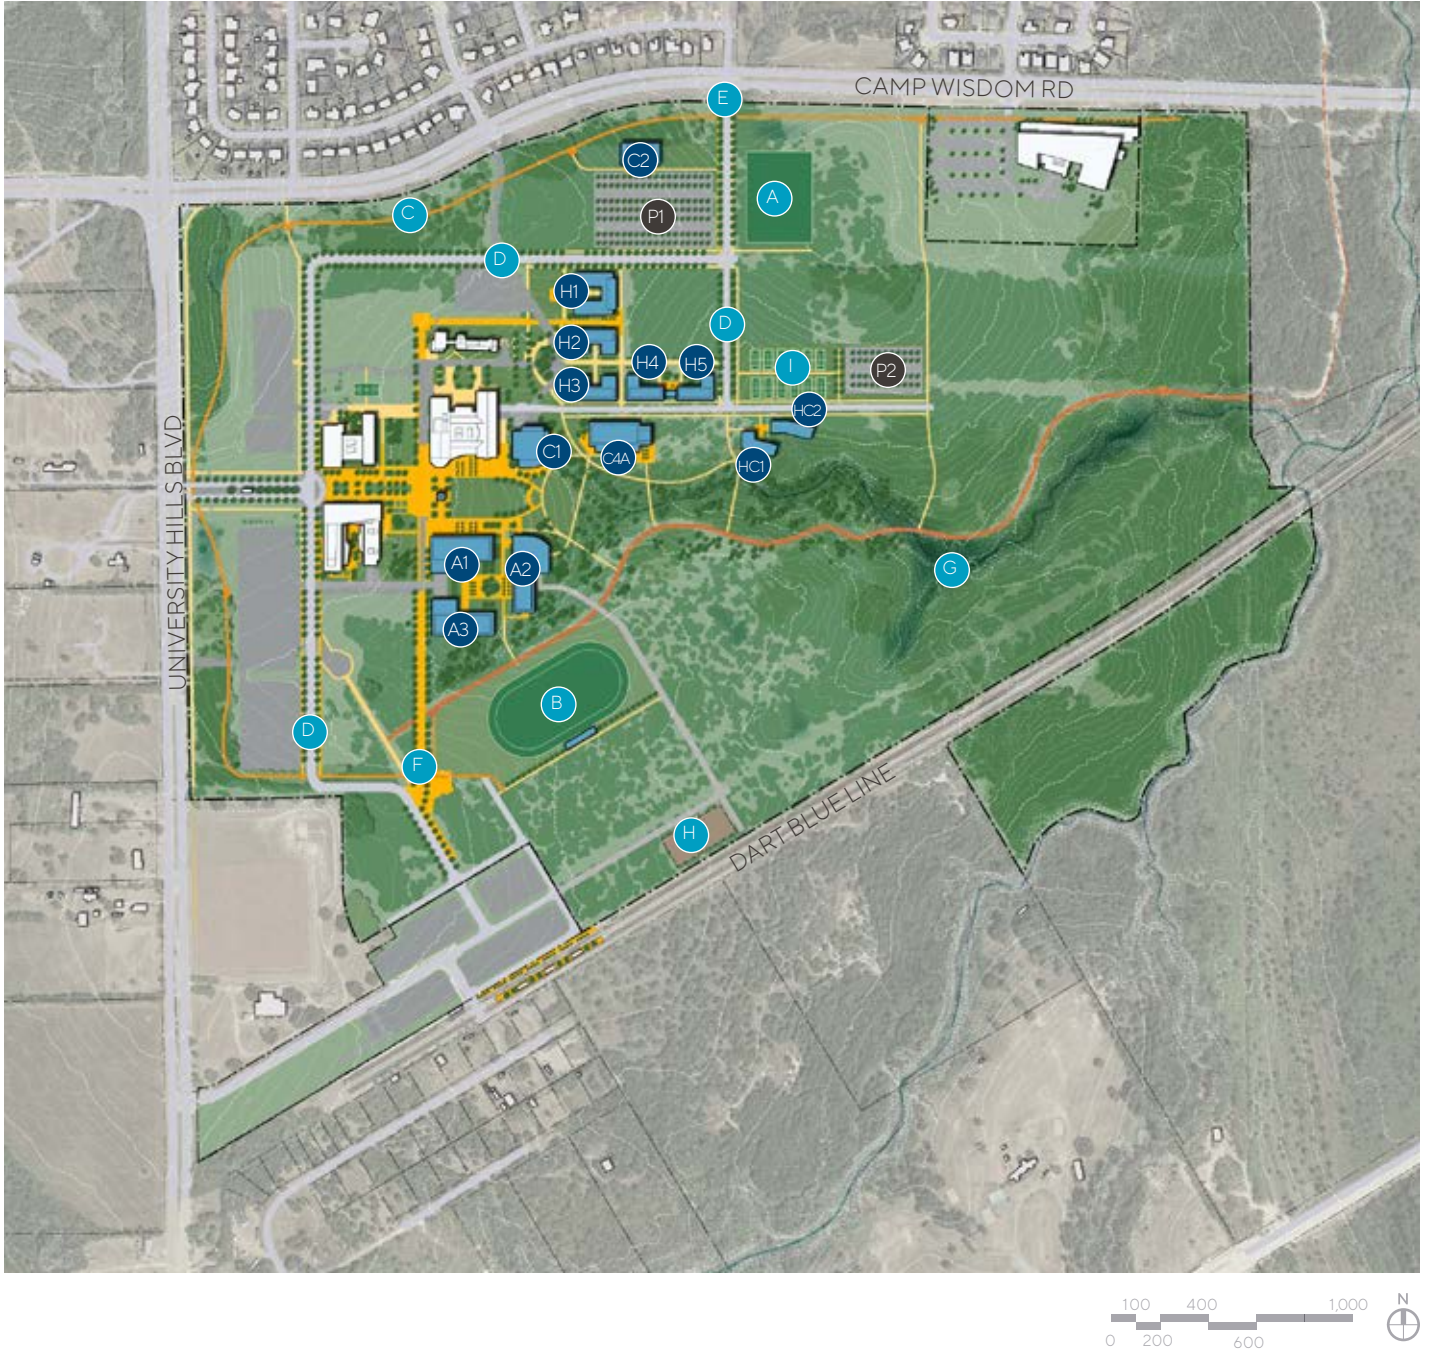 CAMP WISDOM RD
E
C2
A
P1
C
D
H1
D
H2
H4
H5
I
P2
H3
HC2
C1
C4A
HC1
UNIVERSITY HILLS BLVD
A1
A2
G
A3
B
D
F
H
DART BLUE LINE
N
100 400 1,000
0 200 600